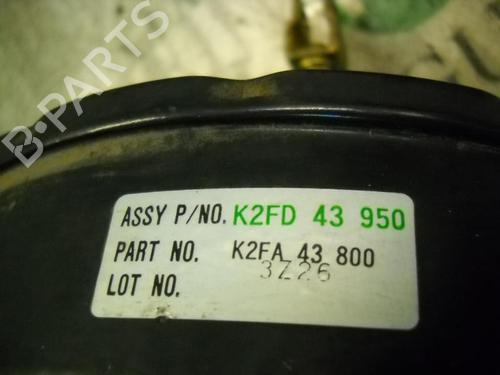 B-PARTS
ASSY P/NO. K2FD 43 950
PART NO. K2FA 43 800
LOT NO. 3Z26